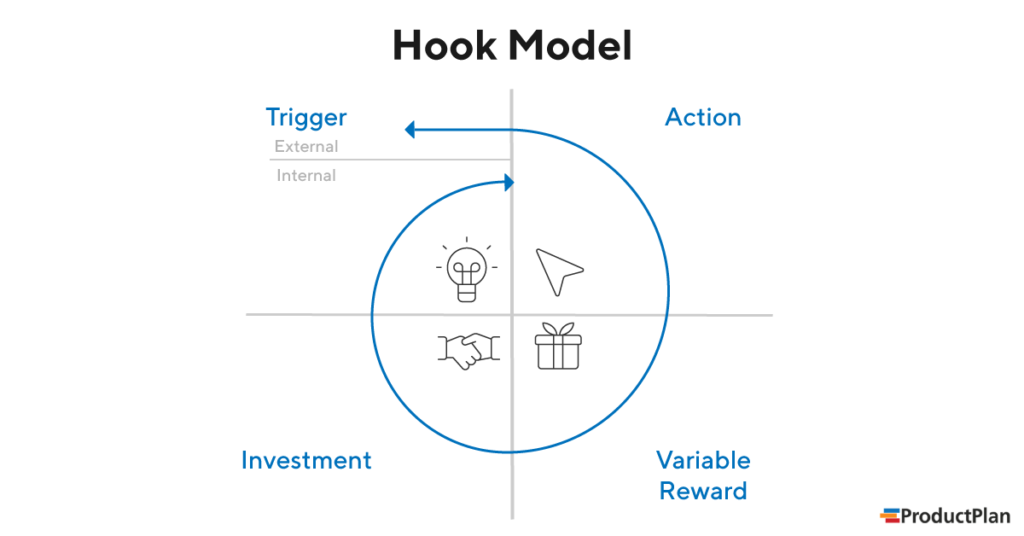 Hook Model
Trigger
External
Internal
Action
Investment
Variable
Reward
ProductPlan